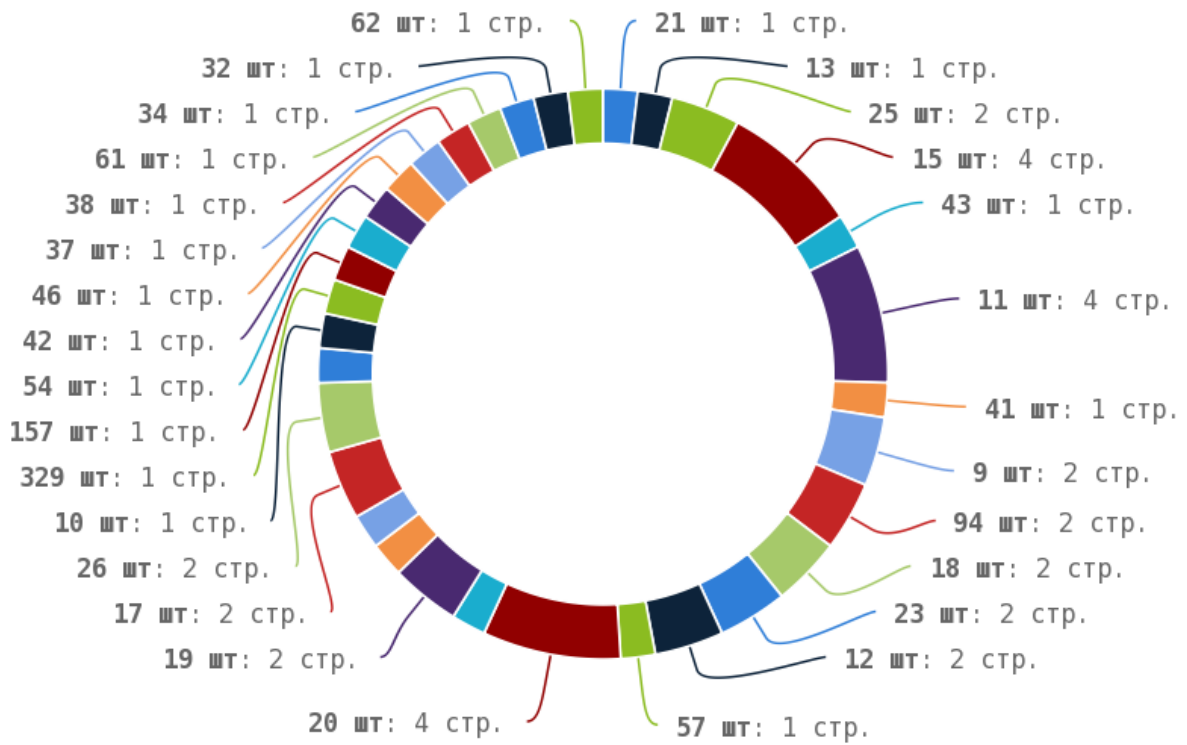 62 шт: 1 стр.
21 шт: 1 стр.
32 шт: 1 стр.
13 шт: 1 стр.
34 шт: 1 стр.
25 шт: 2 стр.
61 шт: 1 стр.
15 шт: 4 стр.
38 шт: 1 стр.
43 шт: 1 стр.
37 шт: 1 стр.
46 шт: 1 стр.
11 шт: 4 стр.
42 шт: 1 стр.
54 шт: 1 стр.
41 шт: 1 стр.
157 шт: 1 стр.
329 шт: 1 стр.
9 шт: 2 стр.
10 шт: 1 стр.
94 шт: 2 стр.
26 шт: 2 стр.
18 шт: 2 стр.
17 шт: 2 стр.
23 шт: 2 стр.
19 шт: 2 стр.
12 шт: 2 стр.
20 шт: 4 стр.
57 шт: 1 стр.